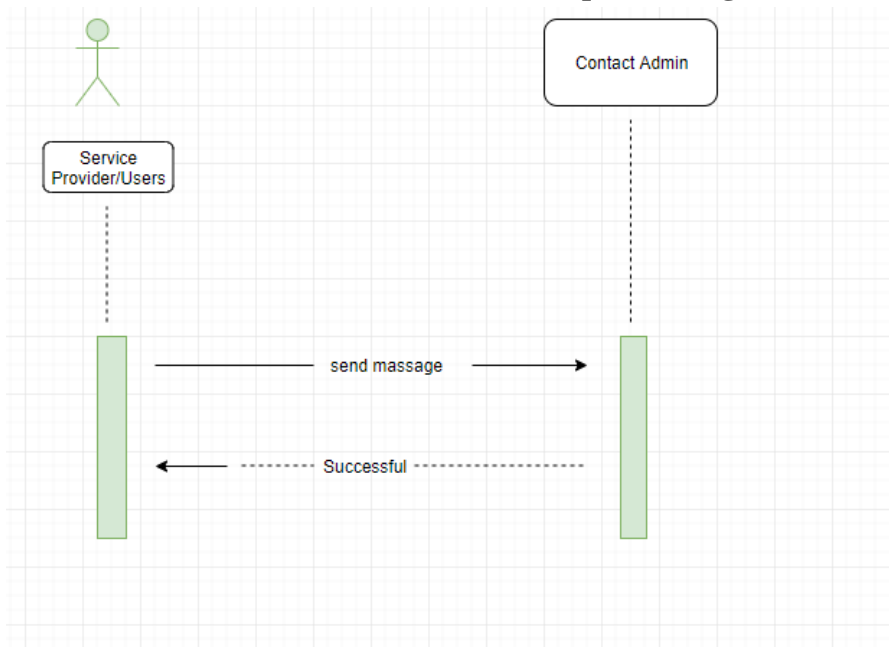 Contact Admin
Service
Provider/Users
send massage
Successful